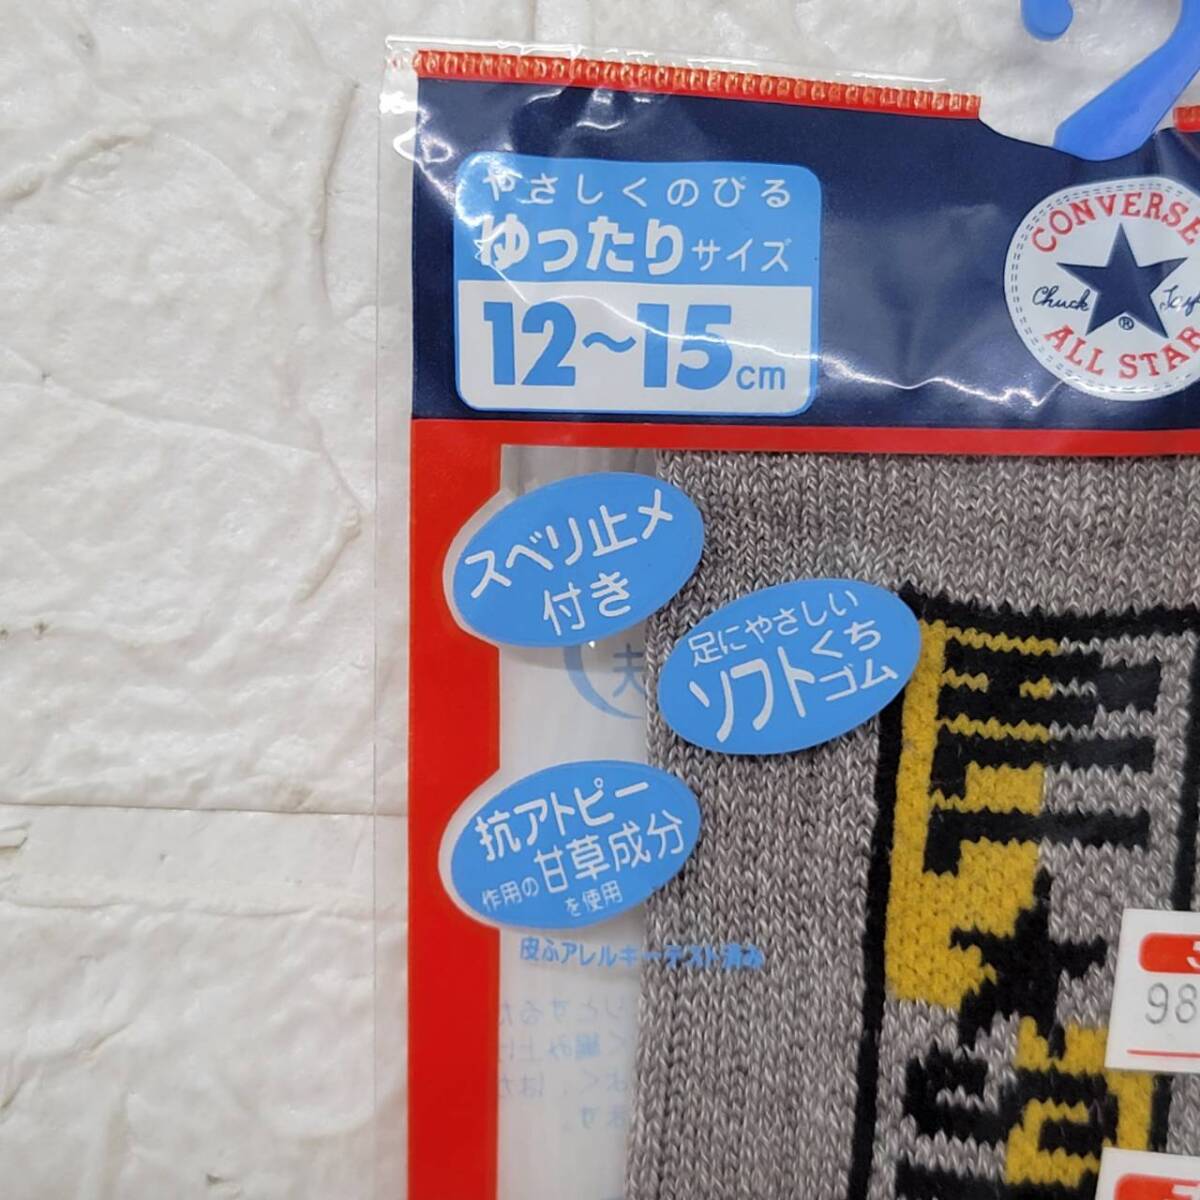 やさしくのびる
ゆったりサイズ
12~15cm
CONVERSE
Chuck
ALL STAR
スベリ止メ
付き
足にやさしい
ソフトくち
ゴム
抗アトピー
作用の甘草成分
を使用
皮ふアレルギーテスト済み
98